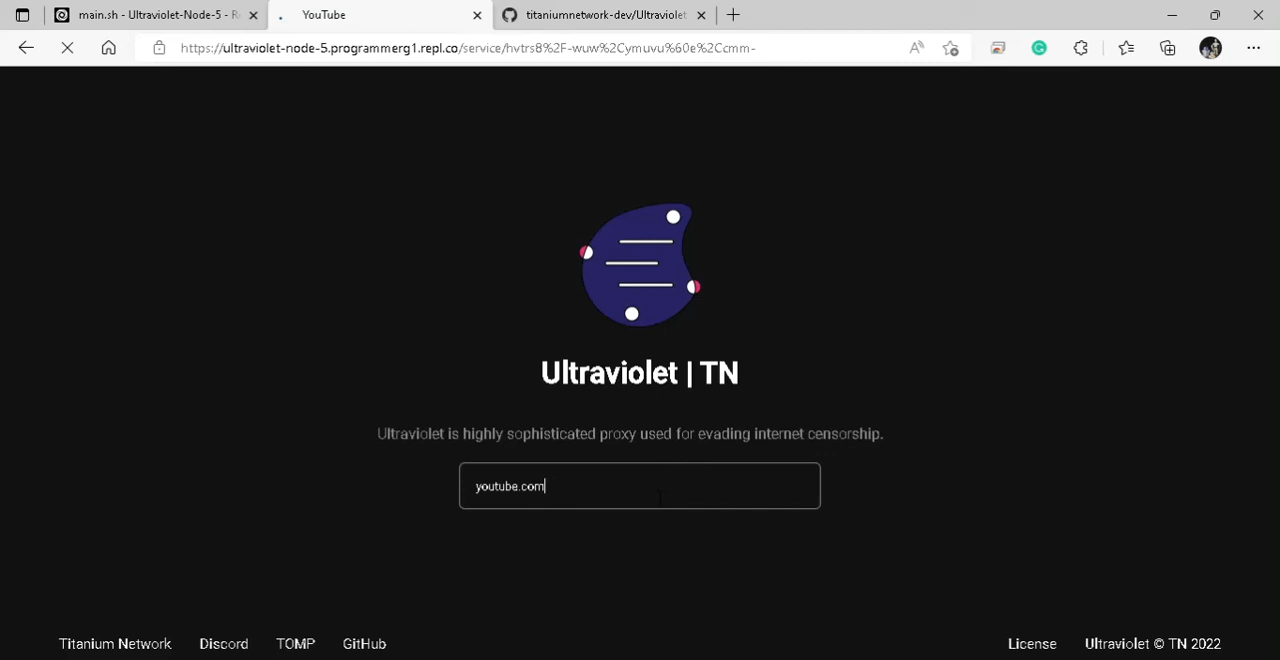 main.sh - Ultraviolet-Node-5 - Re
YouTube
titaniumnetwork-dev/Ultraviolet
https://ultraviolet-node-5.programmerg1.repl.co/service/hvtrs8%2F-wuw%2Cymuvu%60e%2Ccmm-
Ultraviolet | TN
Ultraviolet is highly sophisticated proxy used for evading internet censorship.
youtube.com
Titanium Network Discord TOMP GitHub License Ultraviolet © TN 2022